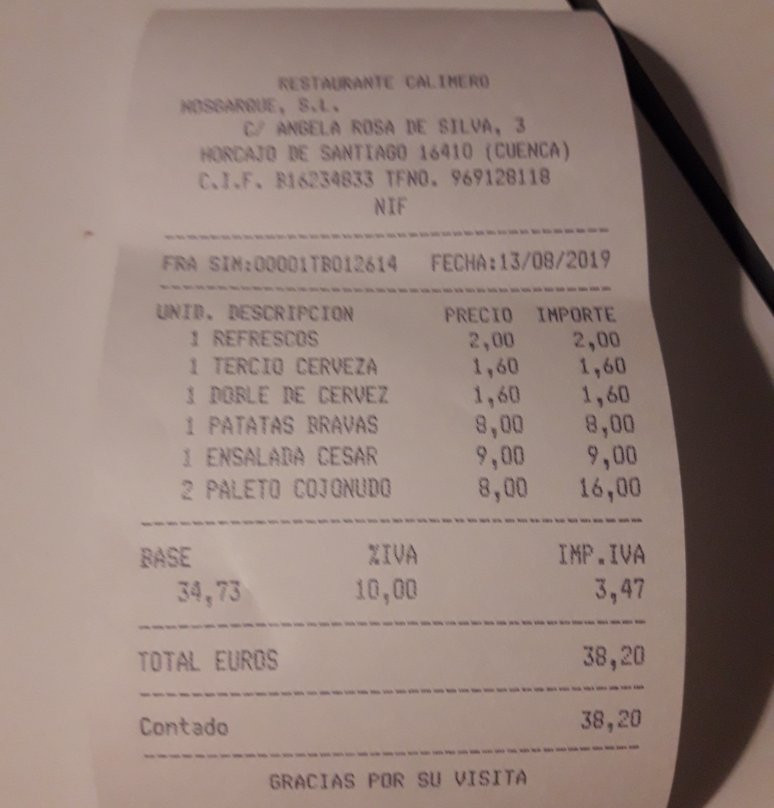 RESTAURANTE CALIMERO
HOSGARQUE, S.L.
C/ ANGELA ROSA DE SILVA, 3
HORCAJO DE SANTIAGO 16410 (CUENCA)
C.I.F. B16234833 TFNO. 969128118
NIF
FRA SIM:00001TB012614 FECHA:13/08/2019
UNID. DESCRIPCION PRECIO IMPORTE
1 REFRESCOS 2,00 2,00
1 TERCIO CERVEZA 1,60 1,60
1 DOBLE DE CERVEZ 1,60 1,60
1 PATATAS BRAVAS 8,00 8,00
1 ENSALADA CESAR 9,00 9,00
2 PALETO COJONUDO 8,00 16,00
BASE %IVA IMP.IVA
34,73 10,00 3,47
TOTAL EUROS 38,20
Contado 38,20
GRACIAS POR SU VISITA